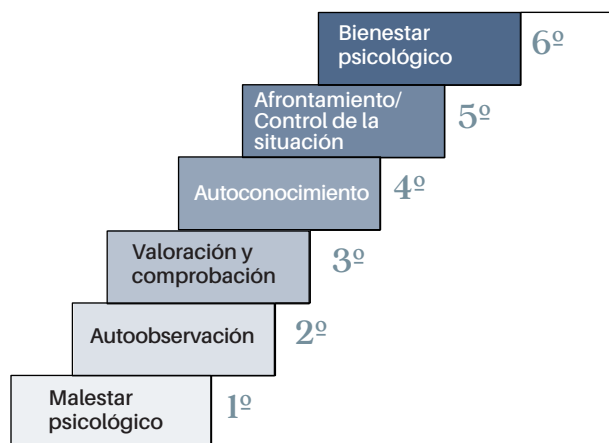 Bienestar
psicológico
6º
Afrontamiento/
Control de la
situación
5º
Autoconocimiento
4º
Valoración y
comprobación
3º
Autoobservación
2º
Malestar
psicológico
1º